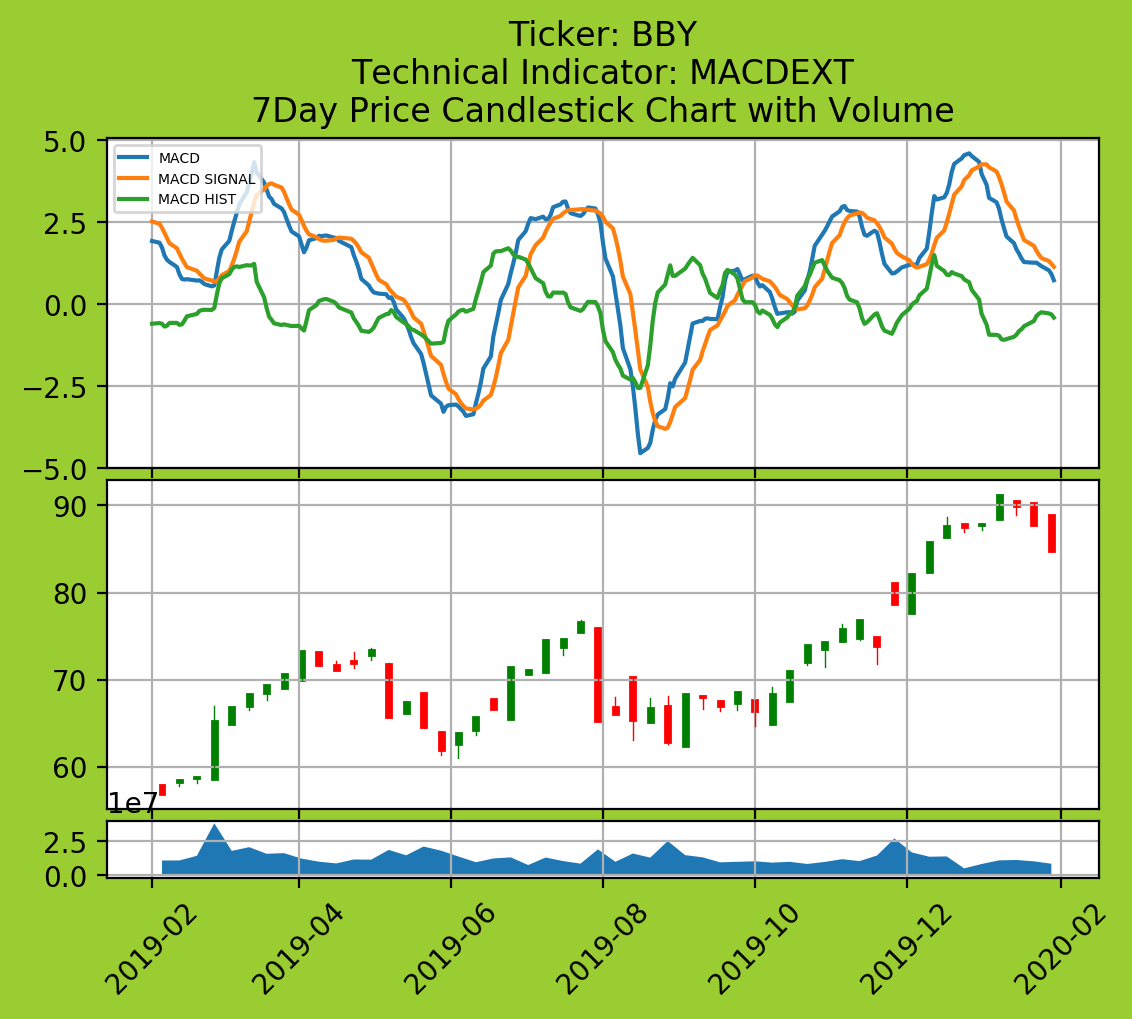 Ticker: BBY
Technical Indicator: MACDEXT
7Day Price Candlestick Chart with Volume
5.0
MACD
MACD SIGNAL
MACD HIST
2.5
0.0
−2.5
−5.0
90
80
70
60
1e7
2.5
0.0
2019-02
2019-04
2019-06
2019-08
2019-10
2019-12
2020-02